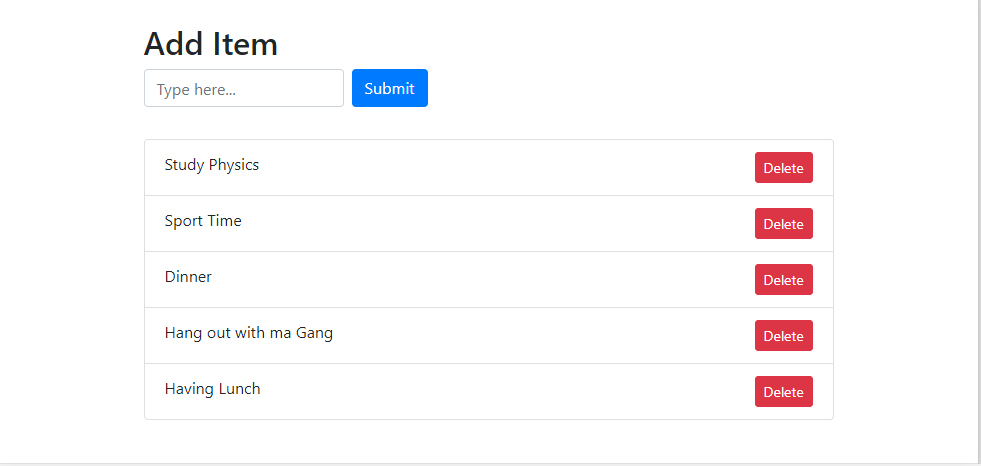 Add Item
Type here...
Submit
Study Physics
Delete
Sport Time
Delete
Dinner
Delete
Hang out with ma Gang
Delete
Having Lunch
Delete